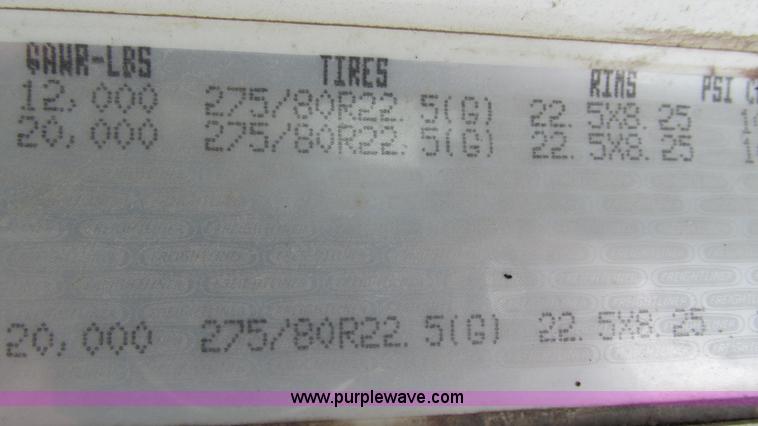 GAWR-LBS TIRES RIMS PSI
12,000 275/80R22.5(G) 22.5X8.25
20,000 275/80R22.5(G) 22.5X8.25
FREIGHTLINER
20,000 275/80R22.5(G) 22.5X8.25
www.purplewave.com